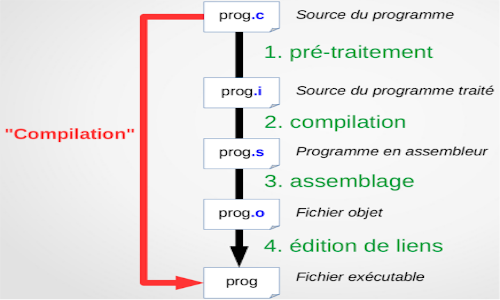 prog.c Source du programme
1. pré-traitement
prog.i Source du programme traité
2. compilation
"Compilation"
prog.s Programme en assembleur
3. assemblage
prog.o Fichier objet
4. édition de liens
prog Fichier exécutable